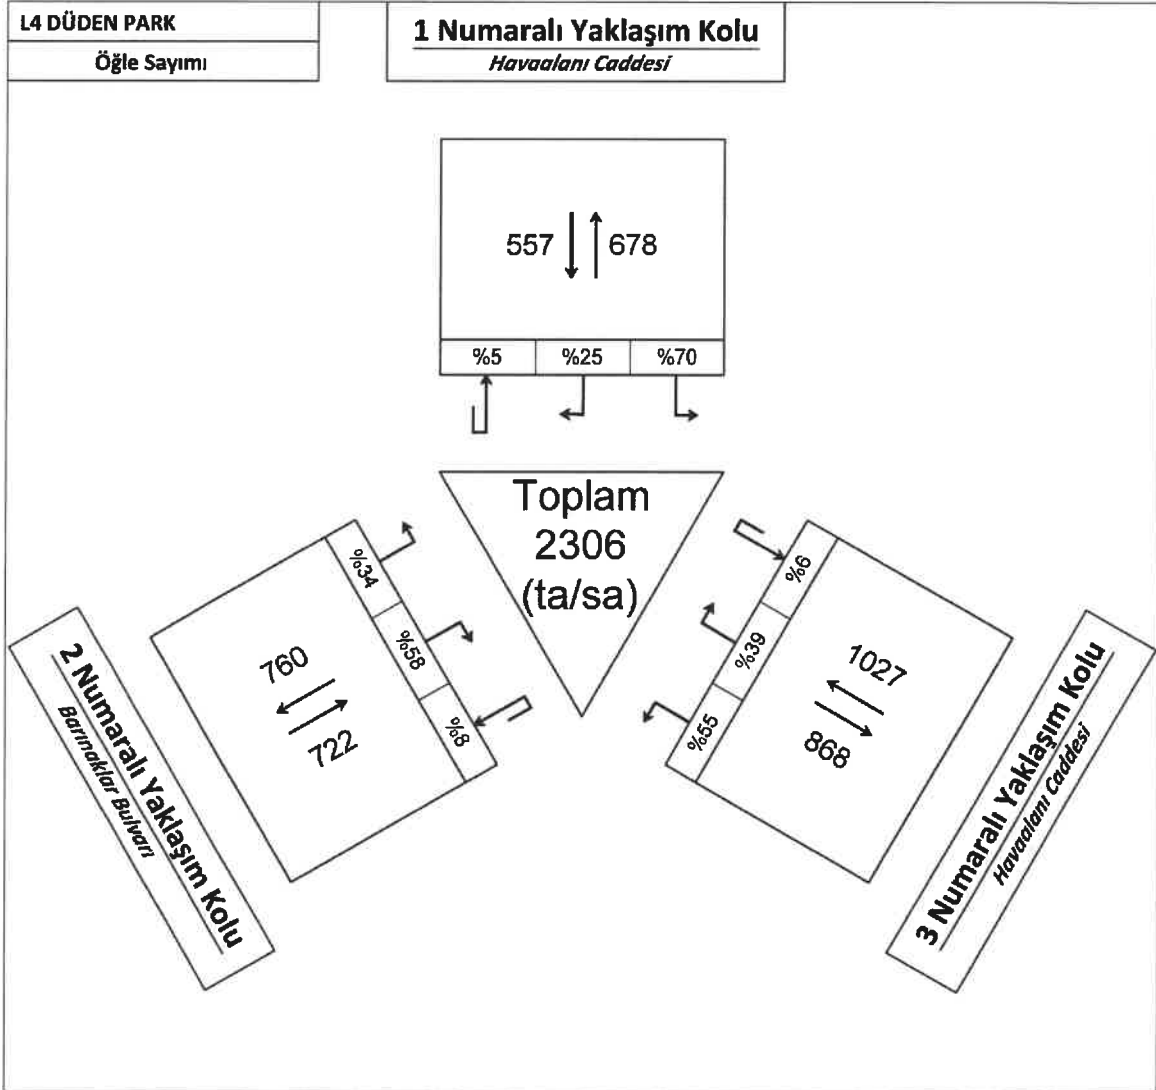 L4 DÜDEN PARK
Öğle Sayımı
1 Numaralı Yaklaşım Kolu
Havaalanı Caddesi
557
678
%5
%25
%70
Toplam
2306
(ta/sa)
%34
%58
%8
760
722
2 Numaralı Yaklaşım Kolu
Barınaklar Bulvarı
%6
%39
%55
1027
868
3 Numaralı Yaklaşım Kolu
Havaalanı Caddesi